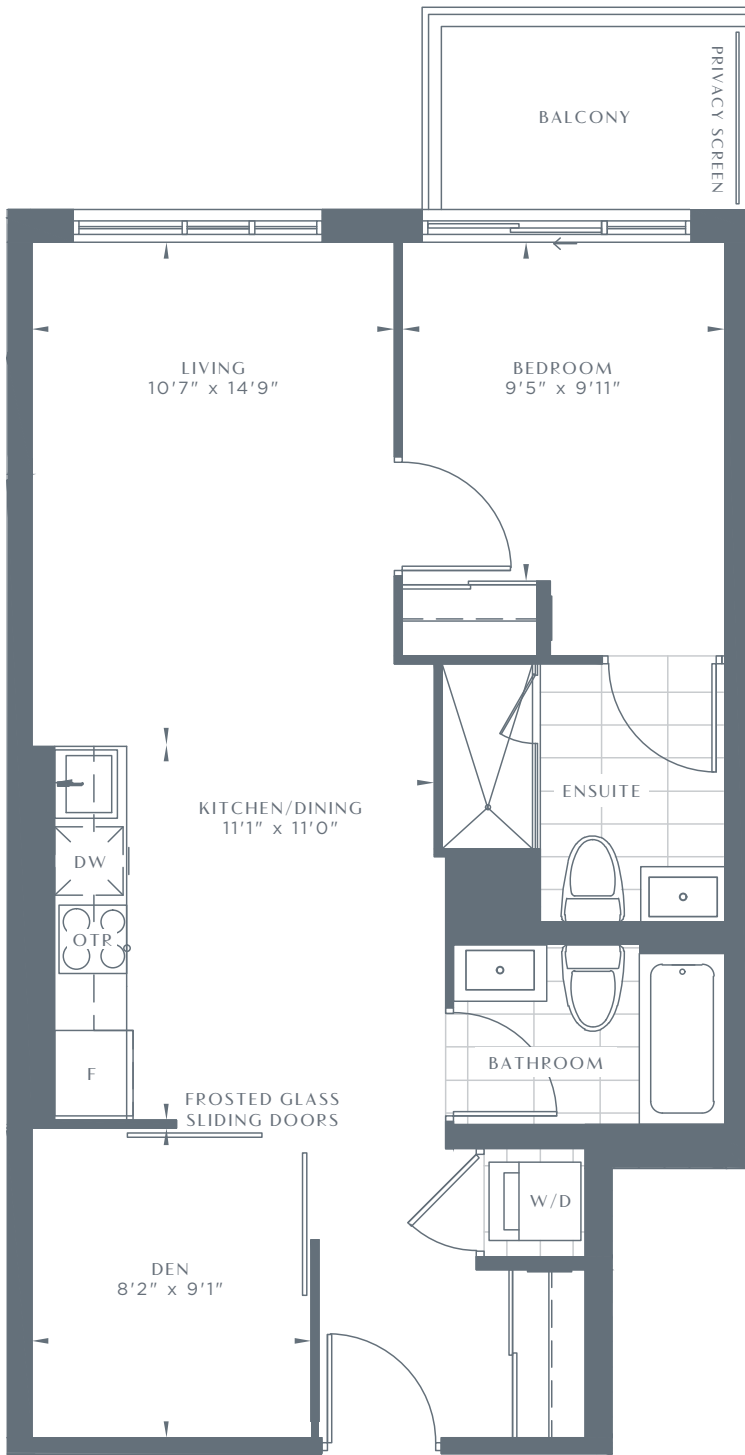 BALCONY
PRIVACY SCREEN
LIVING
10'7" x 14'9"
BEDROOM
9'5" x 9'11"
KITCHEN/DINING
11'1" x 11'0"
ENSUITE
DW
OTR
F
BATHROOM
FROSTED GLASS
SLIDING DOORS
W/D
DEN
8'2" x 9'1"